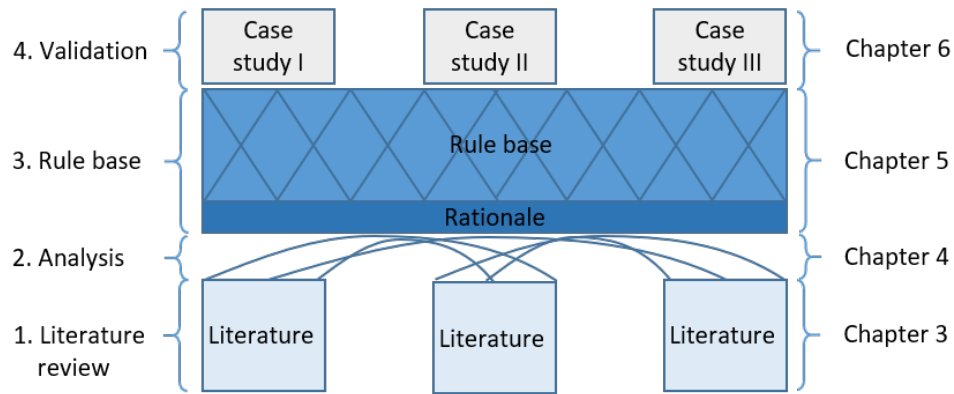 4. Validation
Case
study I
Case
study II
Case
study III
Chapter 6
3. Rule base
Rule base
Chapter 5
Rationale
2. Analysis
Chapter 4
1. Literature
review
Literature
Literature
Literature
Chapter 3